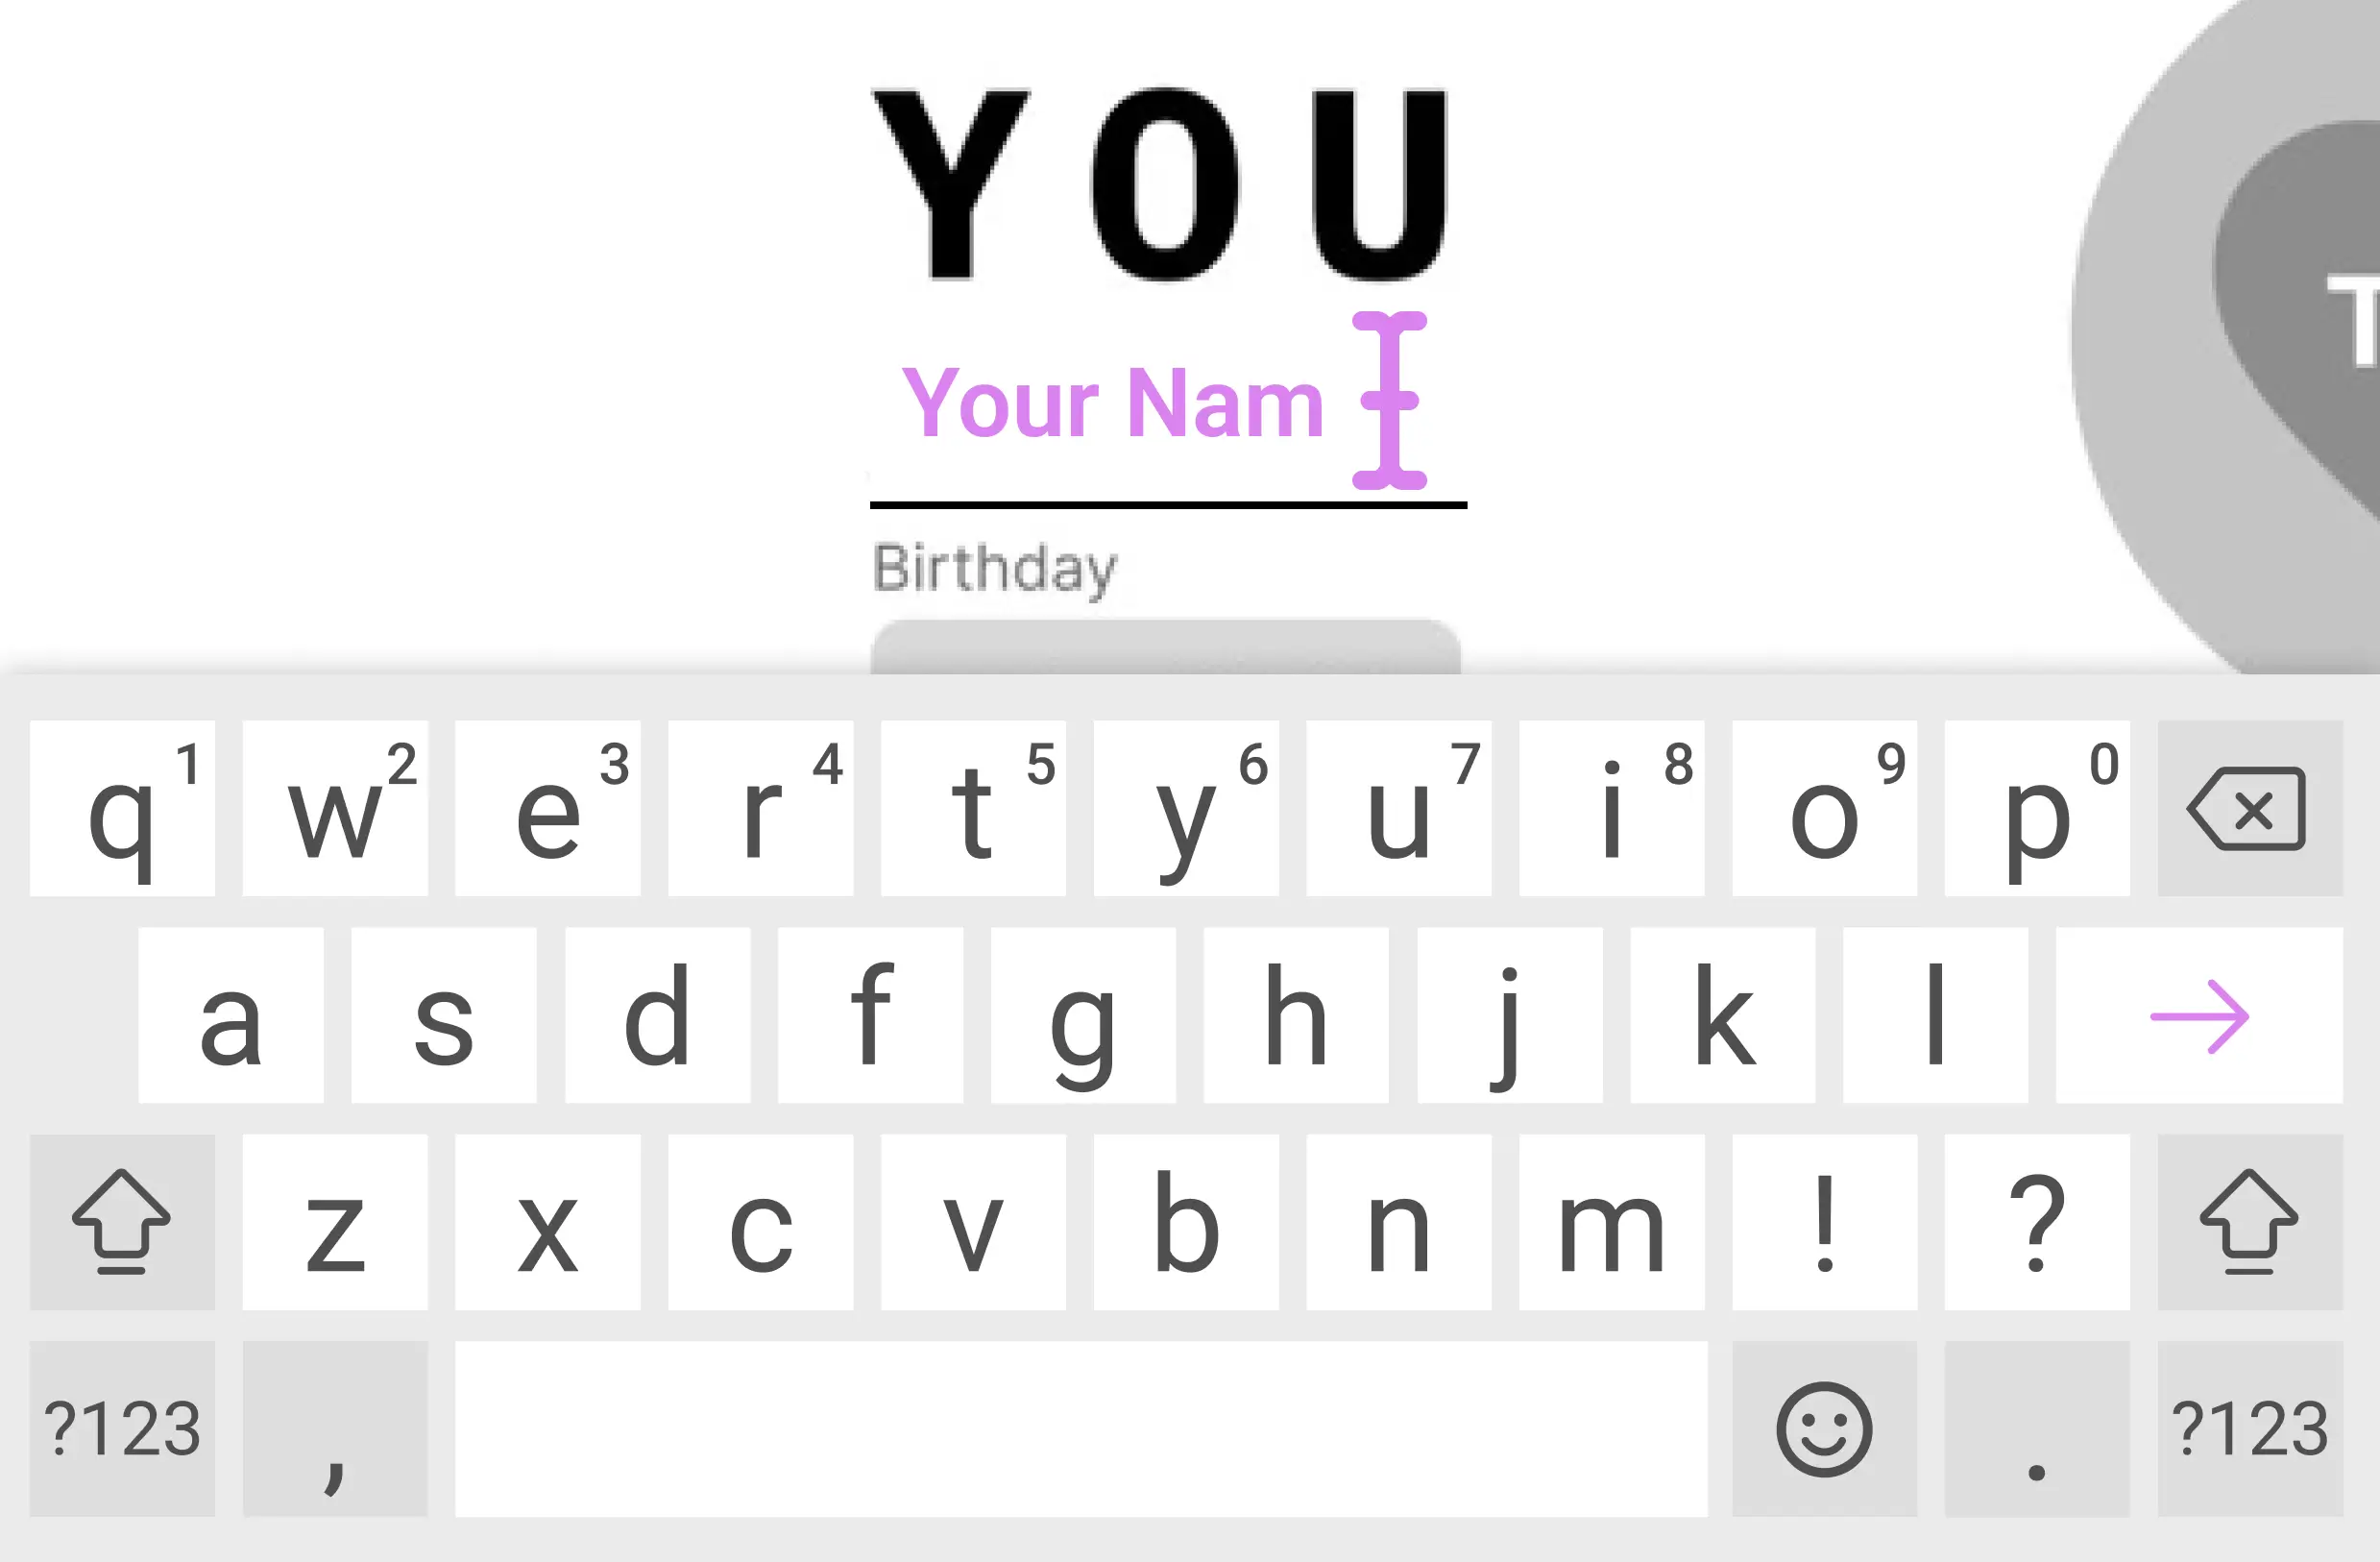 YOU
T
Your Nam
Birthday
q 1 w 2 e 3 r 4 t 5 y 6 u 7 i 8 o 9 p 0
a s d f g h j k l
z x c v b n m ! ?
?123 , . ?123